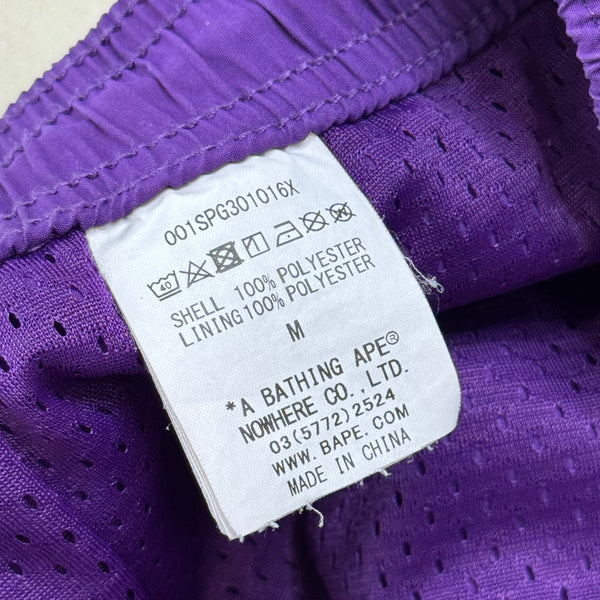 001SPG301016X
40
SHELL 100% POLYESTER
LINING 100% POLYESTER
M
*A BATHING APE®
NOWHERE CO.,LTD.
03(5772)2524
WWW.BAPE.COM
MADE IN CHINA